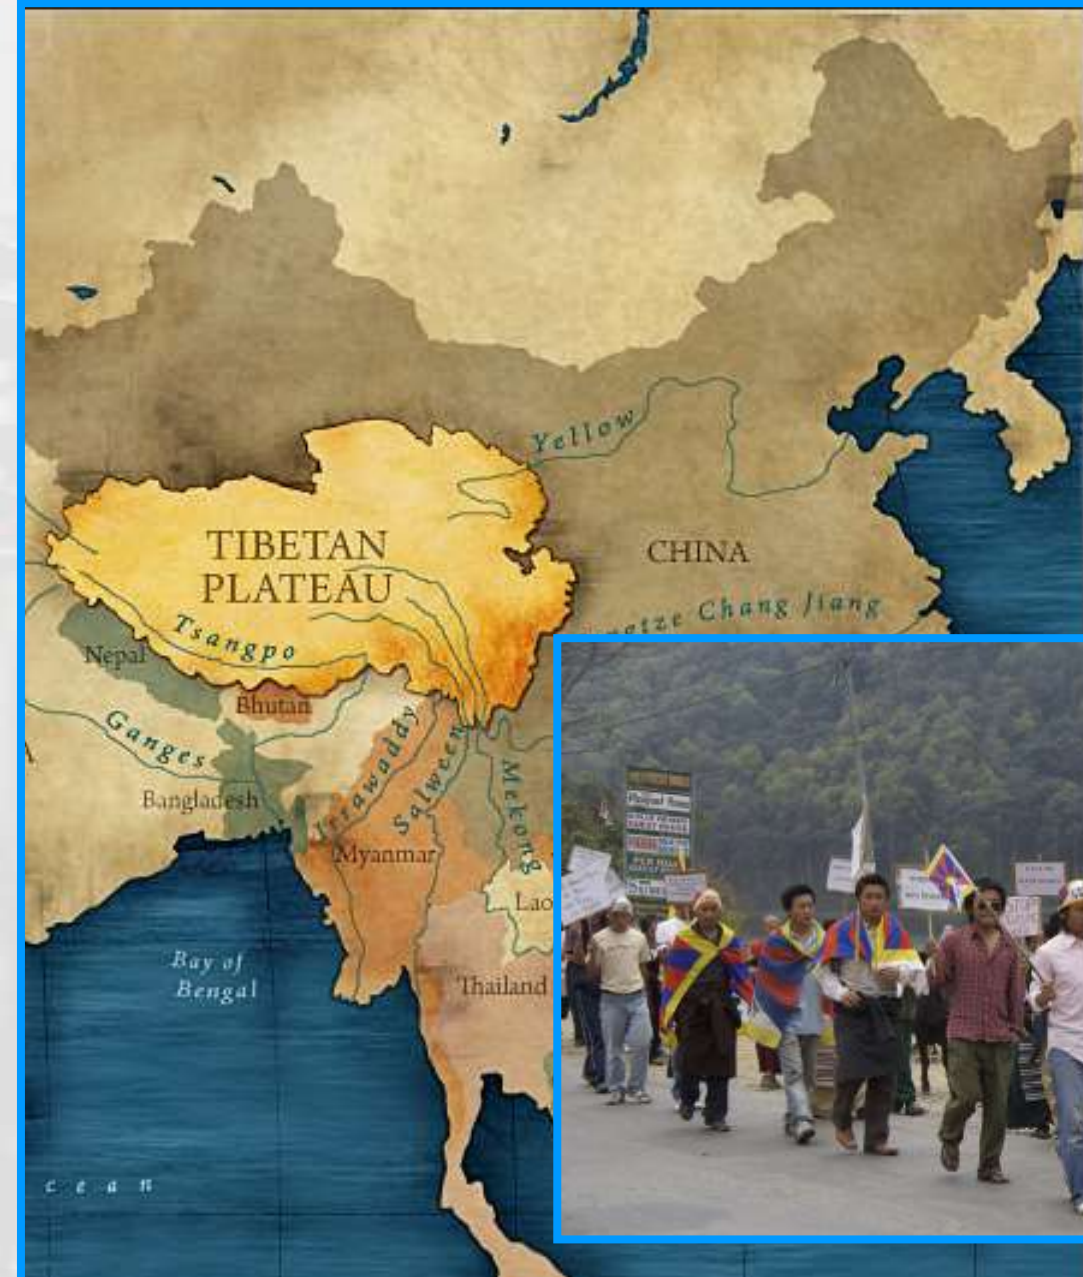 Yellow
TIBETAN
PLATEAU
CHINA
Chang Jiang
Tsangpo
Nepal
Bhutan
Ganges
Irrawaddy
Salween
Mekong
Bangladesh
Myanmar
Lao
Bay of
Bengal
Thailand
cean